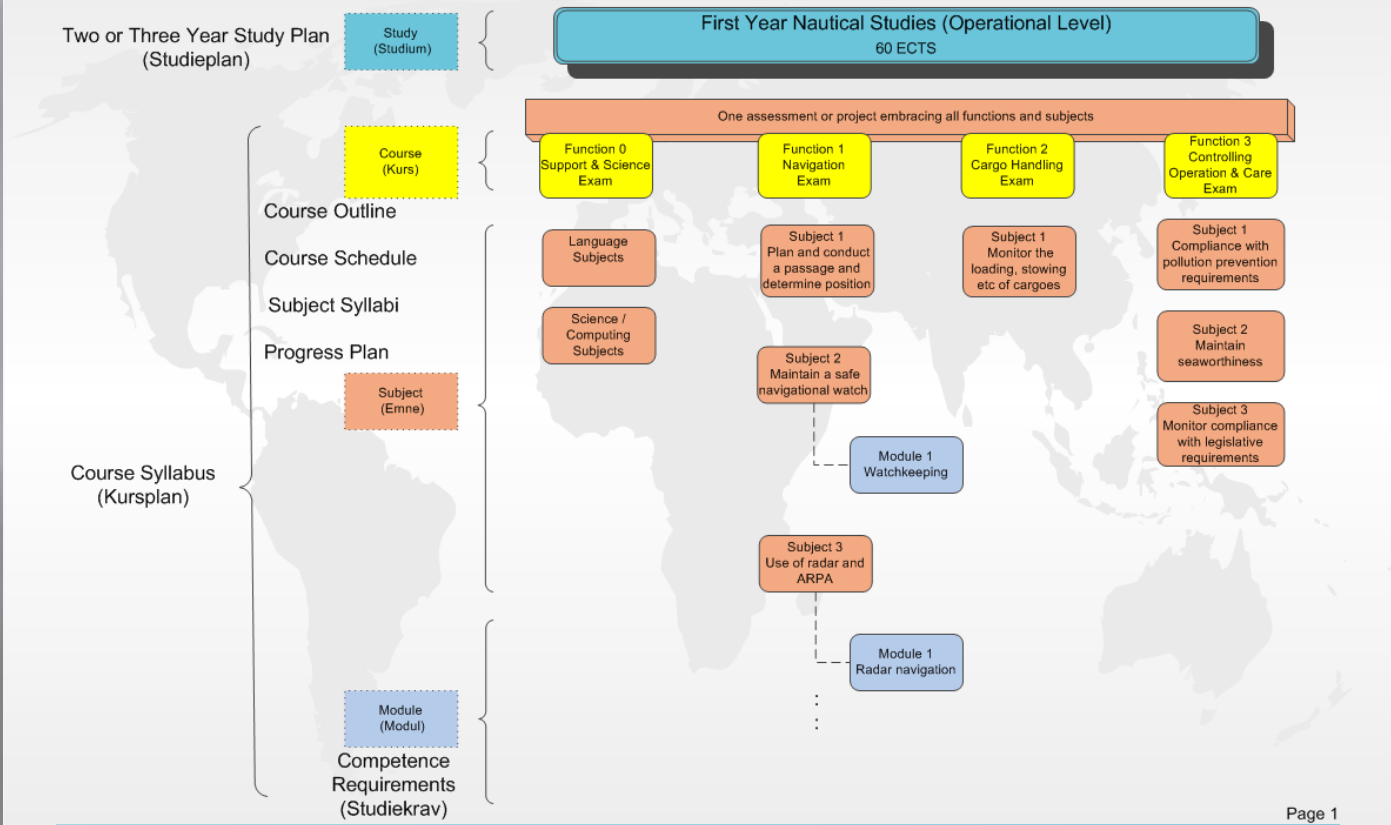 Two or Three Year Study Plan
(Studieplan)
Study
(Studium)
First Year Nautical Studies (Operational Level)
60 ECTS
One assessment or project embracing all functions and subjects
Course
(Kurs)
Function 0
Support & Science
Exam
Function 1
Navigation
Exam
Function 2
Cargo Handling
Exam
Function 3
Controlling
Operation & Care
Exam
Course Outline
Course Schedule
Subject Syllabi
Progress Plan
Subject
(Emne)
Language
Subjects
Science /
Computing
Subjects
Subject 1
Plan and conduct
a passage and
determine position
Subject 2
Maintain a safe
navigational watch
Module 1
Watchkeeping
Subject 3
Use of radar and
ARPA
Module 1
Radar navigation
:
:
Subject 1
Monitor the
loading, stowing
etc of cargoes
Subject 1
Compliance with
pollution prevention
requirements
Subject 2
Maintain
seaworthiness
Subject 3
Monitor compliance
with legislative
requirements
Course Syllabus
(Kursplan)
Module
(Modul)
Competence
Requirements
(Studiekrav)
Page 1